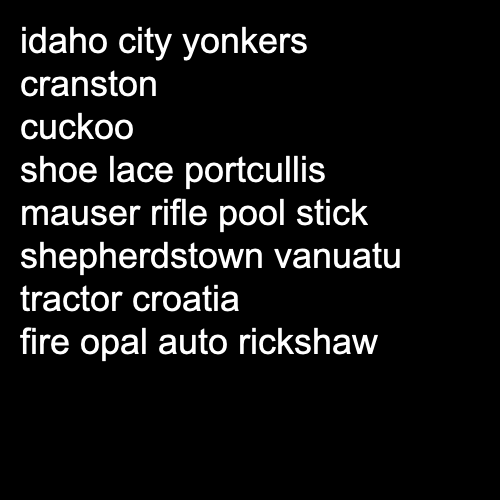 idaho city yonkers
cranston
cuckoo
shoe lace portcullis
mauser rifle pool stick
shepherdstown vanuatu
tractor croatia
fire opal auto rickshaw